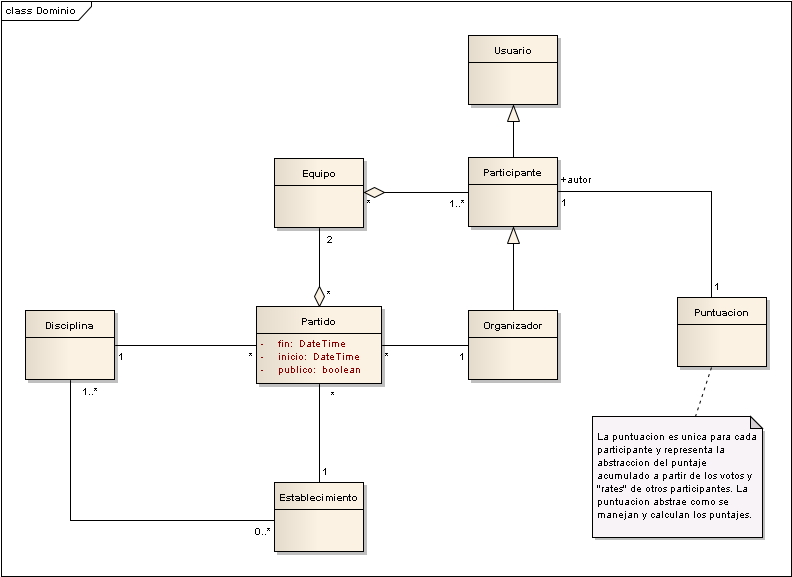 class Dominio
Usuario
Equipo
Participante
+autor
*
1..*
1
2
*
1
Disciplina
Partido
- fin: DateTime
- inicio: DateTime
- publico: boolean
Organizador
Puntuacion
1
*
*
1
1..*
*
1
Establecimiento
0..*
La puntuacion es unica para cada
participante y representa la
abstraccion del puntaje
acumulado a partir de los votos y
"rates" de otros participantes. La
puntuacion abstrae como se
manejan y calculan los puntajes.